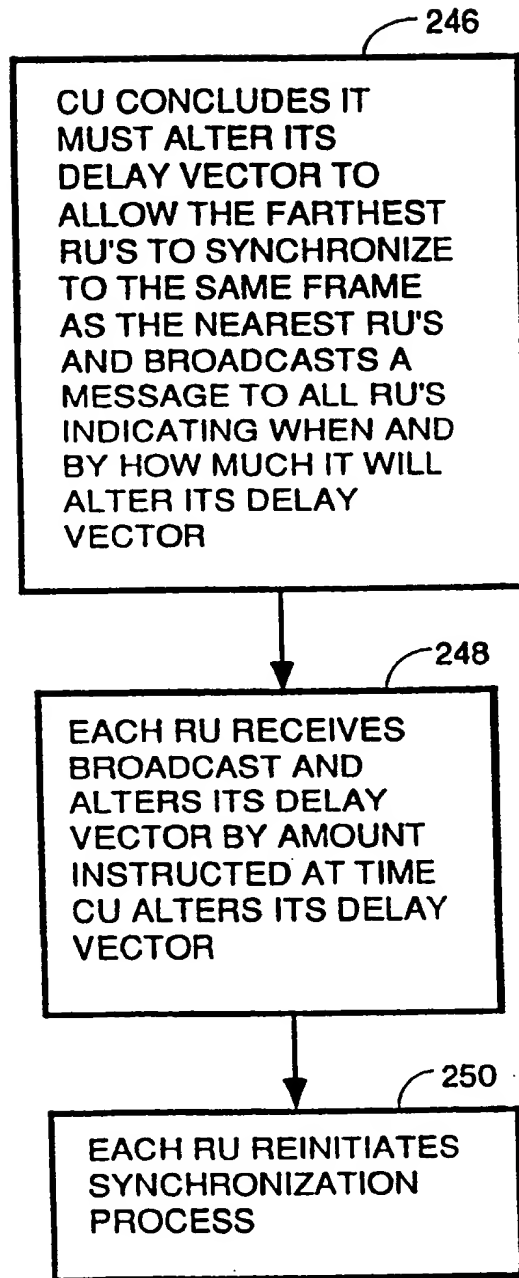 246
CU CONCLUDES IT
MUST ALTER ITS
DELAY VECTOR TO
ALLOW THE FARTHEST
RU'S TO SYNCHRONIZE
TO THE SAME FRAME
AS THE NEAREST RU'S
AND BROADCASTS A
MESSAGE TO ALL RU'S
INDICATING WHEN AND
BY HOW MUCH IT WILL
ALTER ITS DELAY
VECTOR
248
EACH RU RECEIVES
BROADCAST AND
ALTERS ITS DELAY
VECTOR BY AMOUNT
INSTRUCTED AT TIME
CU ALTERS ITS DELAY
VECTOR
250
EACH RU REINITIATES
SYNCHRONIZATION
PROCESS